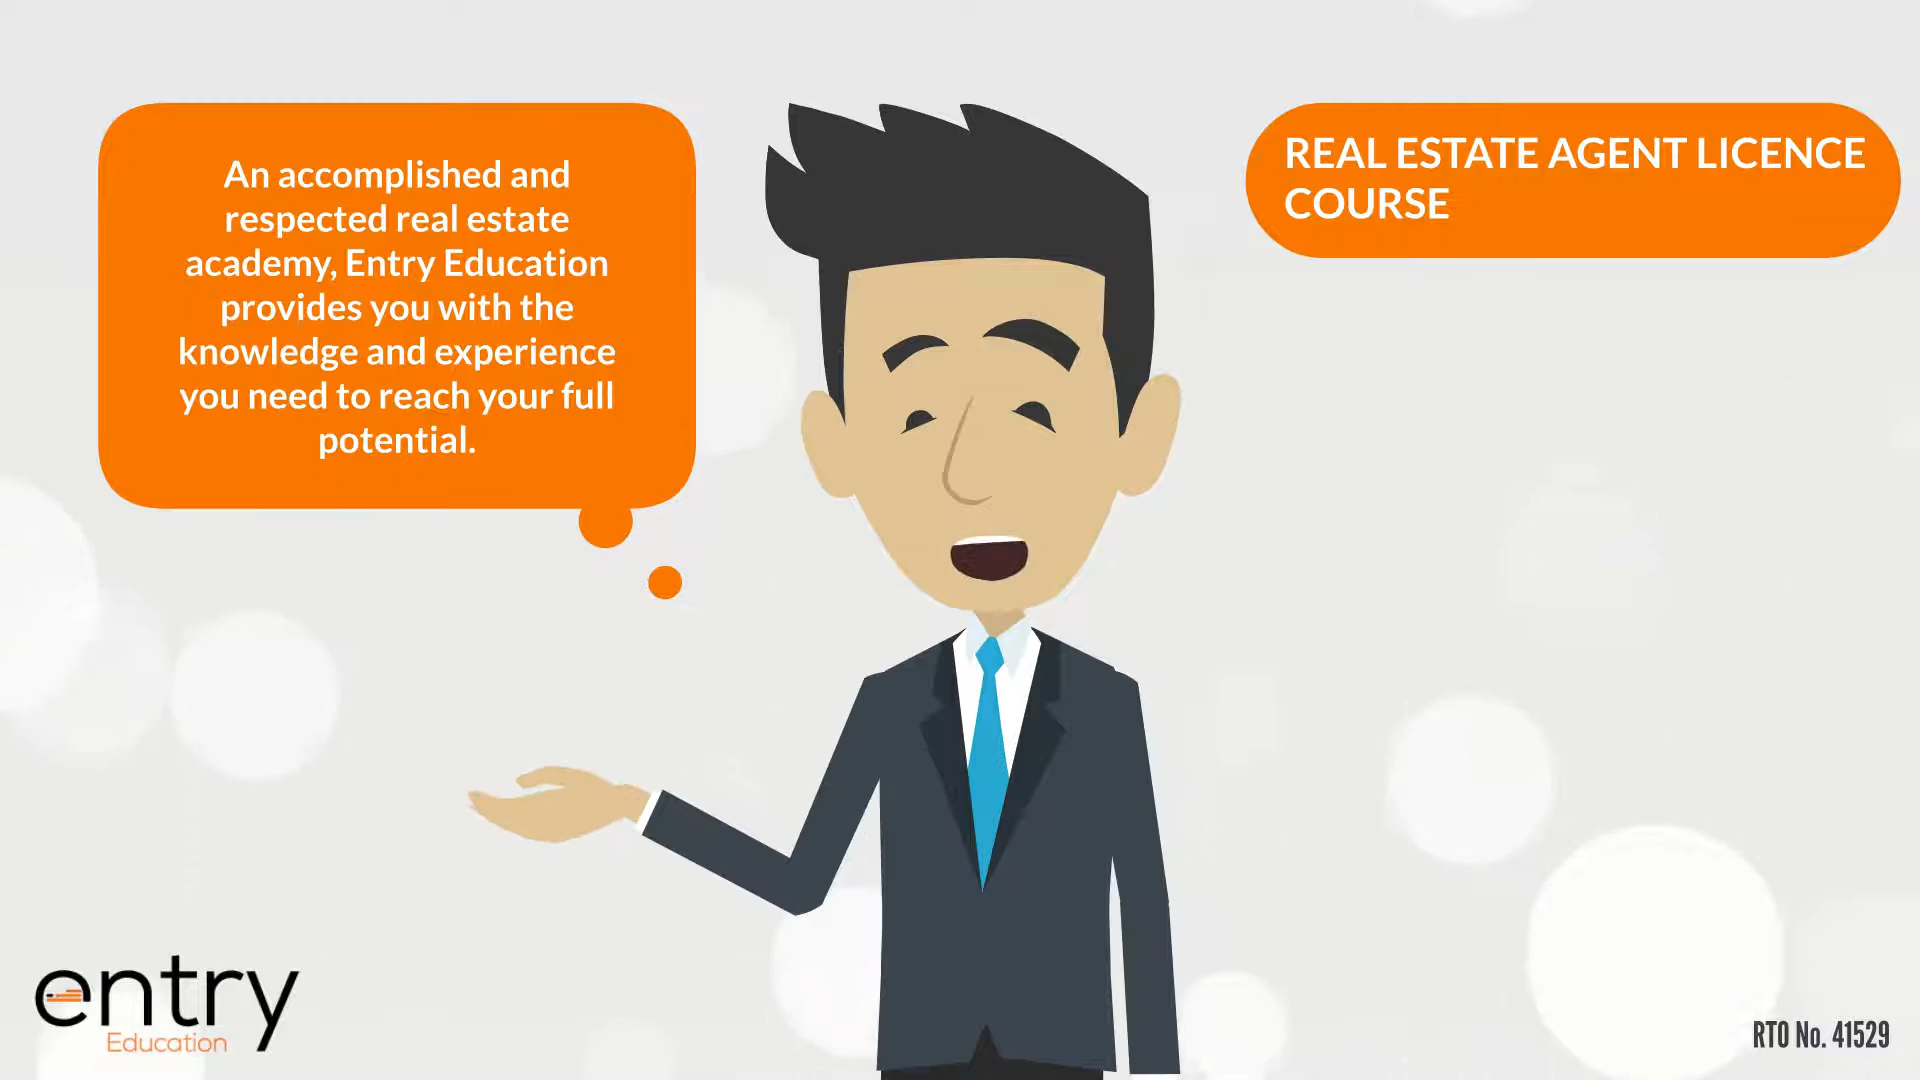 An accomplished and
respected real estate
academy, Entry Education
provides you with the
knowledge and experience
you need to reach your full
potential.
REAL ESTATE AGENT LICENCE
COURSE
entry
Education
RTO No. 41529